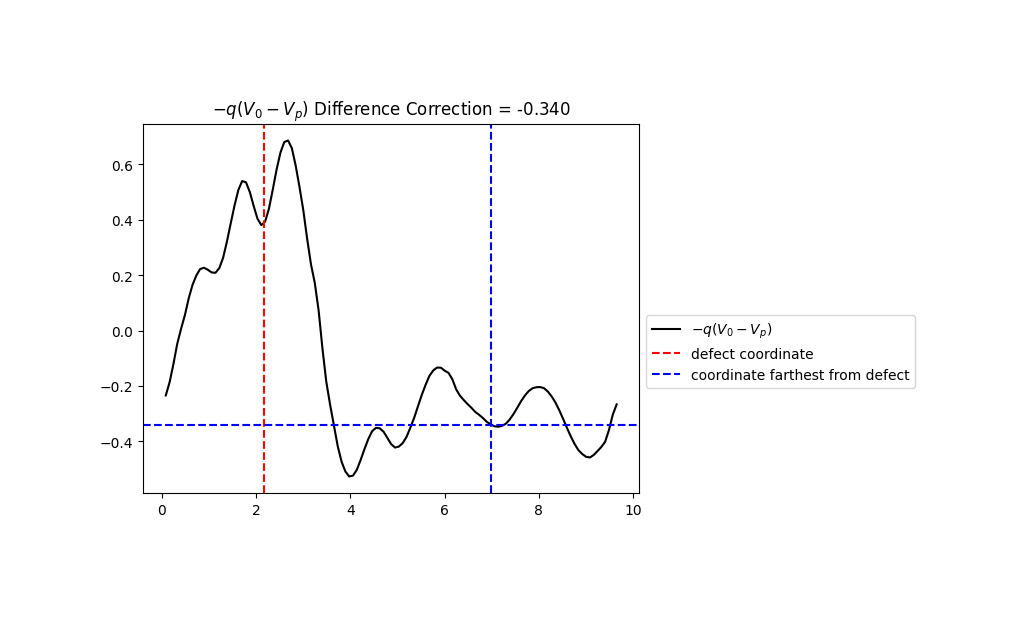 −q(V₀ − Vₚ) Difference Correction = -0.340
0.6
0.4
0.2
0.0
−0.2
−0.4
0 2 4 6 8 10
−q(V₀ − Vₚ)
defect coordinate
coordinate farthest from defect